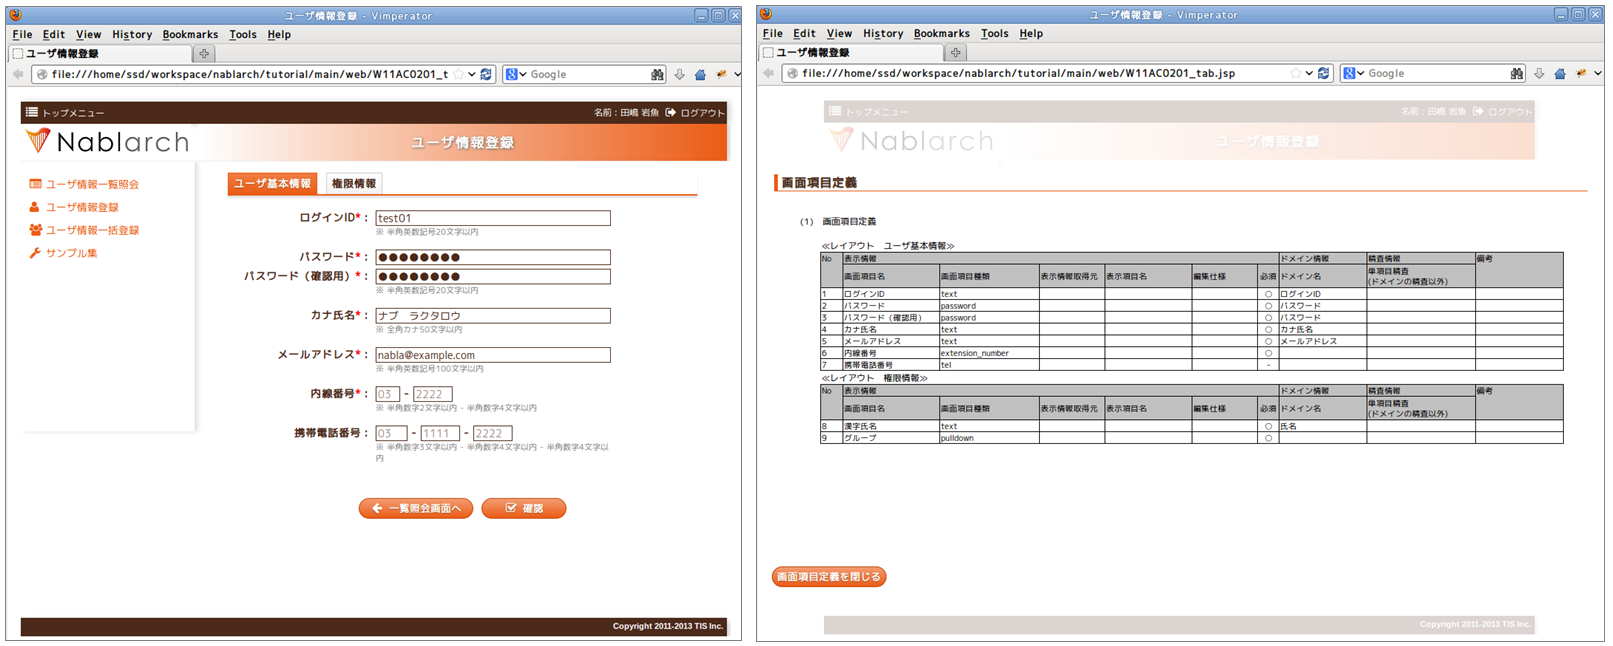 ユーザ情報登録 - Vimperator
File Edit View History Bookmarks Tools Help
ユーザ情報登録
file:///home/ssd/workspace/nablarch/tutorial/main/web/W11AC0201_t
Google
トップメニュー
名前：田嶋 岩魚 ログアウト
Nablarch
ユーザ情報登録
ユーザ情報一覧照会
ユーザ情報登録
ユーザ情報一括登録
サンプル集
ユーザ基本情報 権限情報
ログインID*： test01
※ 半角英数記号20文字以内
パスワード*： ●●●●●●●●
パスワード（確認用）*： ●●●●●●●●
※ 半角英数記号20文字以内
カナ氏名*： ナブ　ラクタロウ
※ 全角カナ50文字以内
メールアドレス*： nabla@example.com
※ 半角英数記号100文字以内
内線番号*： 03 - 2222
※ 半角数字2文字以内 - 半角数字4文字以内
携帯電話番号： 03 - 1111 - 2222
※ 半角数字3文字以内 - 半角数字4文字以内 - 半角数字4文字以
内
一覧照会画面へ 確認
Copyright 2011-2013 TIS Inc.
ユーザ情報登録 - Vimperator
File Edit View History Bookmarks Tools Help
ユーザ情報登録
file:///home/ssd/workspace/nablarch/tutorial/main/web/W11AC0201_tab.jsp
Google
トップメニュー
名前：田嶋 岩魚 ログアウト
Nablarch
ユーザ情報登録
画面項目定義
(1) 画面項目定義
≪レイアウト　ユーザ基本情報≫
No 表示情報 ドメイン情報 精査情報 備考
画面項目名 画面項目種類 表示情報取得元 表示項目名 編集仕様 必須 ドメイン名 単項目精査
(ドメインの精査以外)
1 ログインID text ○ ログインID
2 パスワード password ○ パスワード
3 パスワード（確認用） password ○ パスワード
4 カナ氏名 text ○ カナ氏名
5 メールアドレス text ○ メールアドレス
6 内線番号 extension_number ○
7 携帯電話番号 tel -
≪レイアウト　権限情報≫
No 表示情報 ドメイン情報 精査情報 備考
画面項目名 画面項目種類 表示情報取得元 表示項目名 編集仕様 必須 ドメイン名 単項目精査
(ドメインの精査以外)
8 漢字氏名 text ○ 氏名
9 グループ pulldown ○
画面項目定義を閉じる
Copyright 2011-2013 TIS Inc.